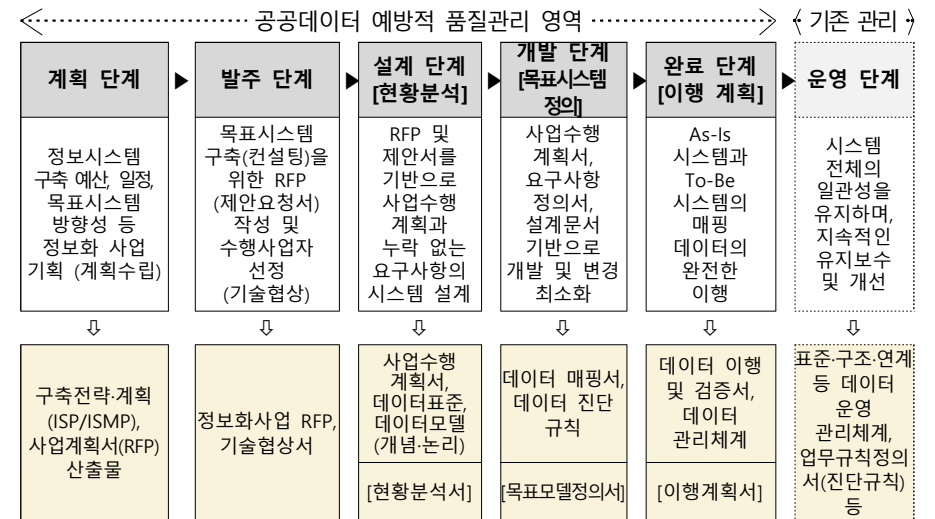 공공데이터 예방적 품질관리 영역
기존 관리
계획 단계
▶
발주 단계
▶
설계 단계
[현황분석]
▶
개발 단계
[목표시스템
정의]
▶
완료 단계
[이행 계획]
▶
운영 단계
정보시스템
구축 예산, 일정,
목표시스템
방향성 등
정보화 사업
기획 (계획수립)
목표시스템
구축(컨설팅)을
위한 RFP
(제안요청서)
작성 및
수행사업자
선정
(기술협상)
RFP 및
제안서를
기반으로
사업수행
계획과
누락 없는
요구사항의
시스템 설계
사업수행
계획서,
요구사항
정의서,
설계문서
기반으로
개발 및 변경
최소화
As-Is
시스템과
To-Be
시스템의
매핑
데이터의
완전한
이행
시스템
전체의
일관성을
유지하며,
지속적인
유지보수
및 개선
⇩ ⇩ ⇩ ⇩ ⇩ ⇩
구축전략·계획
(ISP/ISMP),
사업계획서(RFP)
산출물
정보화사업 RFP,
기술협상서
사업수행
계획서,
데이터표준,
데이터모델
(개념·논리)
[현황분석서]
데이터 매핑서,
데이터 진단
규칙
[목표모델정의서]
데이터 이행
및 검증서,
데이터
관리체계
[이행계획서]
표준·구조·연계
등 데이터
운영
관리체계,
업무규칙정의
서(진단규칙)
등